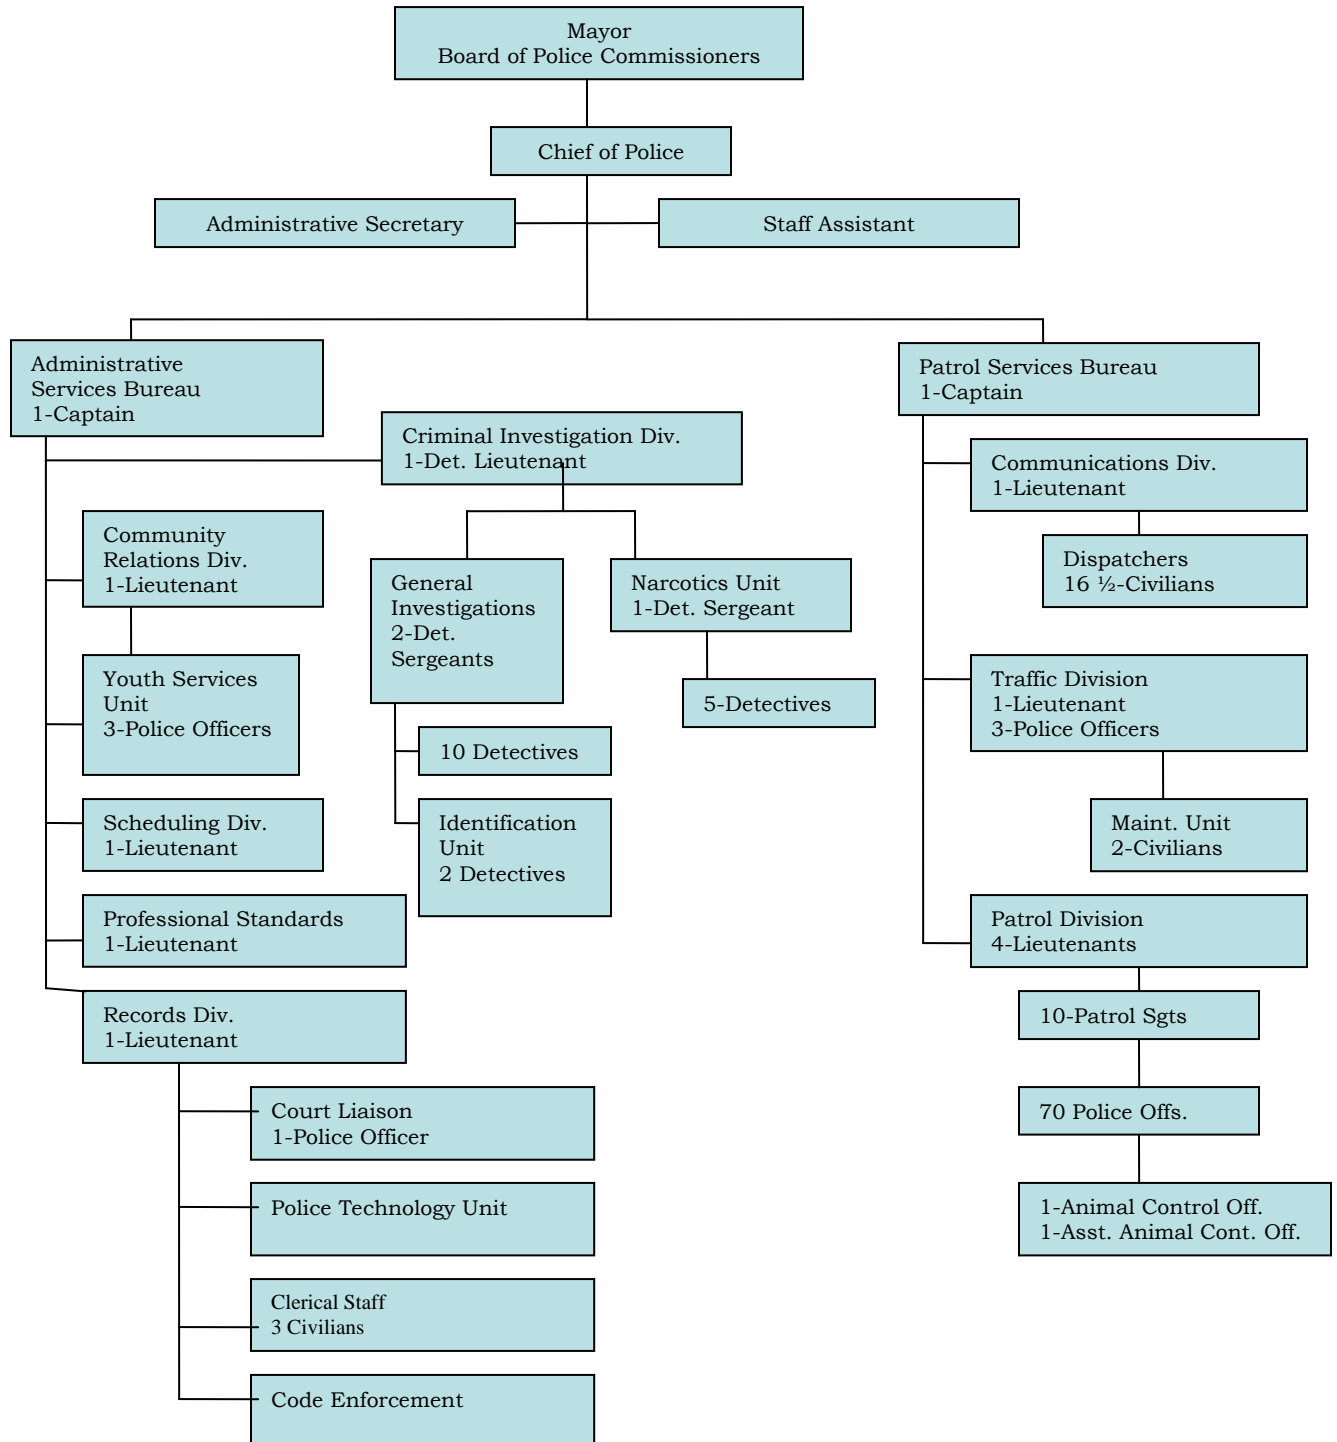 Mayor
Board of Police Commissioners
Chief of Police
Administrative Secretary
Staff Assistant
Administrative
Services Bureau
1-Captain
Patrol Services Bureau
1-Captain
Criminal Investigation Div.
1-Det. Lieutenant
Communications Div.
1-Lieutenant
Community
Relations Div.
1-Lieutenant
General
Investigations
2-Det.
Sergeants
Narcotics Unit
1-Det. Sergeant
Dispatchers
16 ½-Civilians
Youth Services
Unit
3-Police Officers
5-Detectives
Traffic Division
1-Lieutenant
3-Police Officers
10 Detectives
Scheduling Div.
1-Lieutenant
Identification
Unit
2 Detectives
Maint. Unit
2-Civilians
Professional Standards
1-Lieutenant
Patrol Division
4-Lieutenants
Records Div.
1-Lieutenant
10-Patrol Sgts
Court Liaison
1-Police Officer
70 Police Offs.
Police Technology Unit
1-Animal Control Off.
1-Asst. Animal Cont. Off.
Clerical Staff
3 Civilians
Code Enforcement